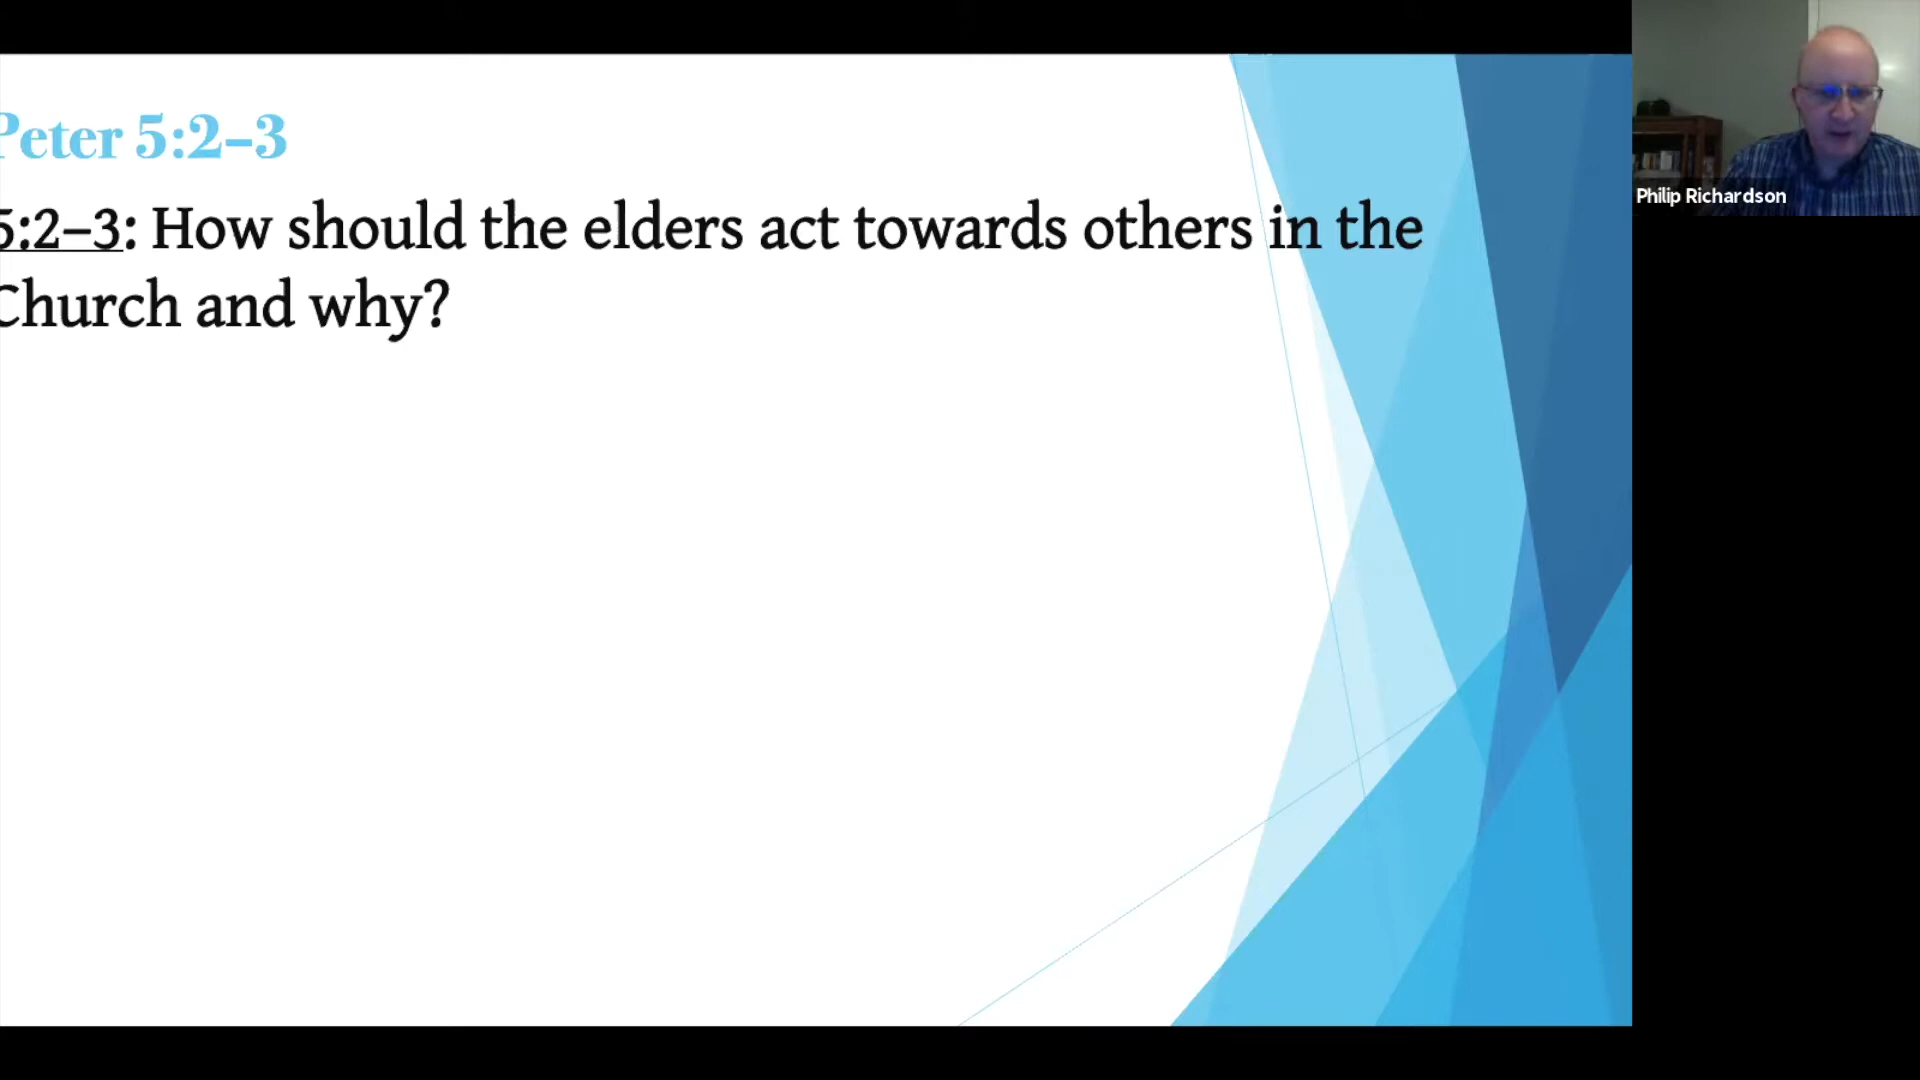 Peter 5:2–3
5:2–3: How should the elders act towards others in the
Church and why?
Philip Richardson